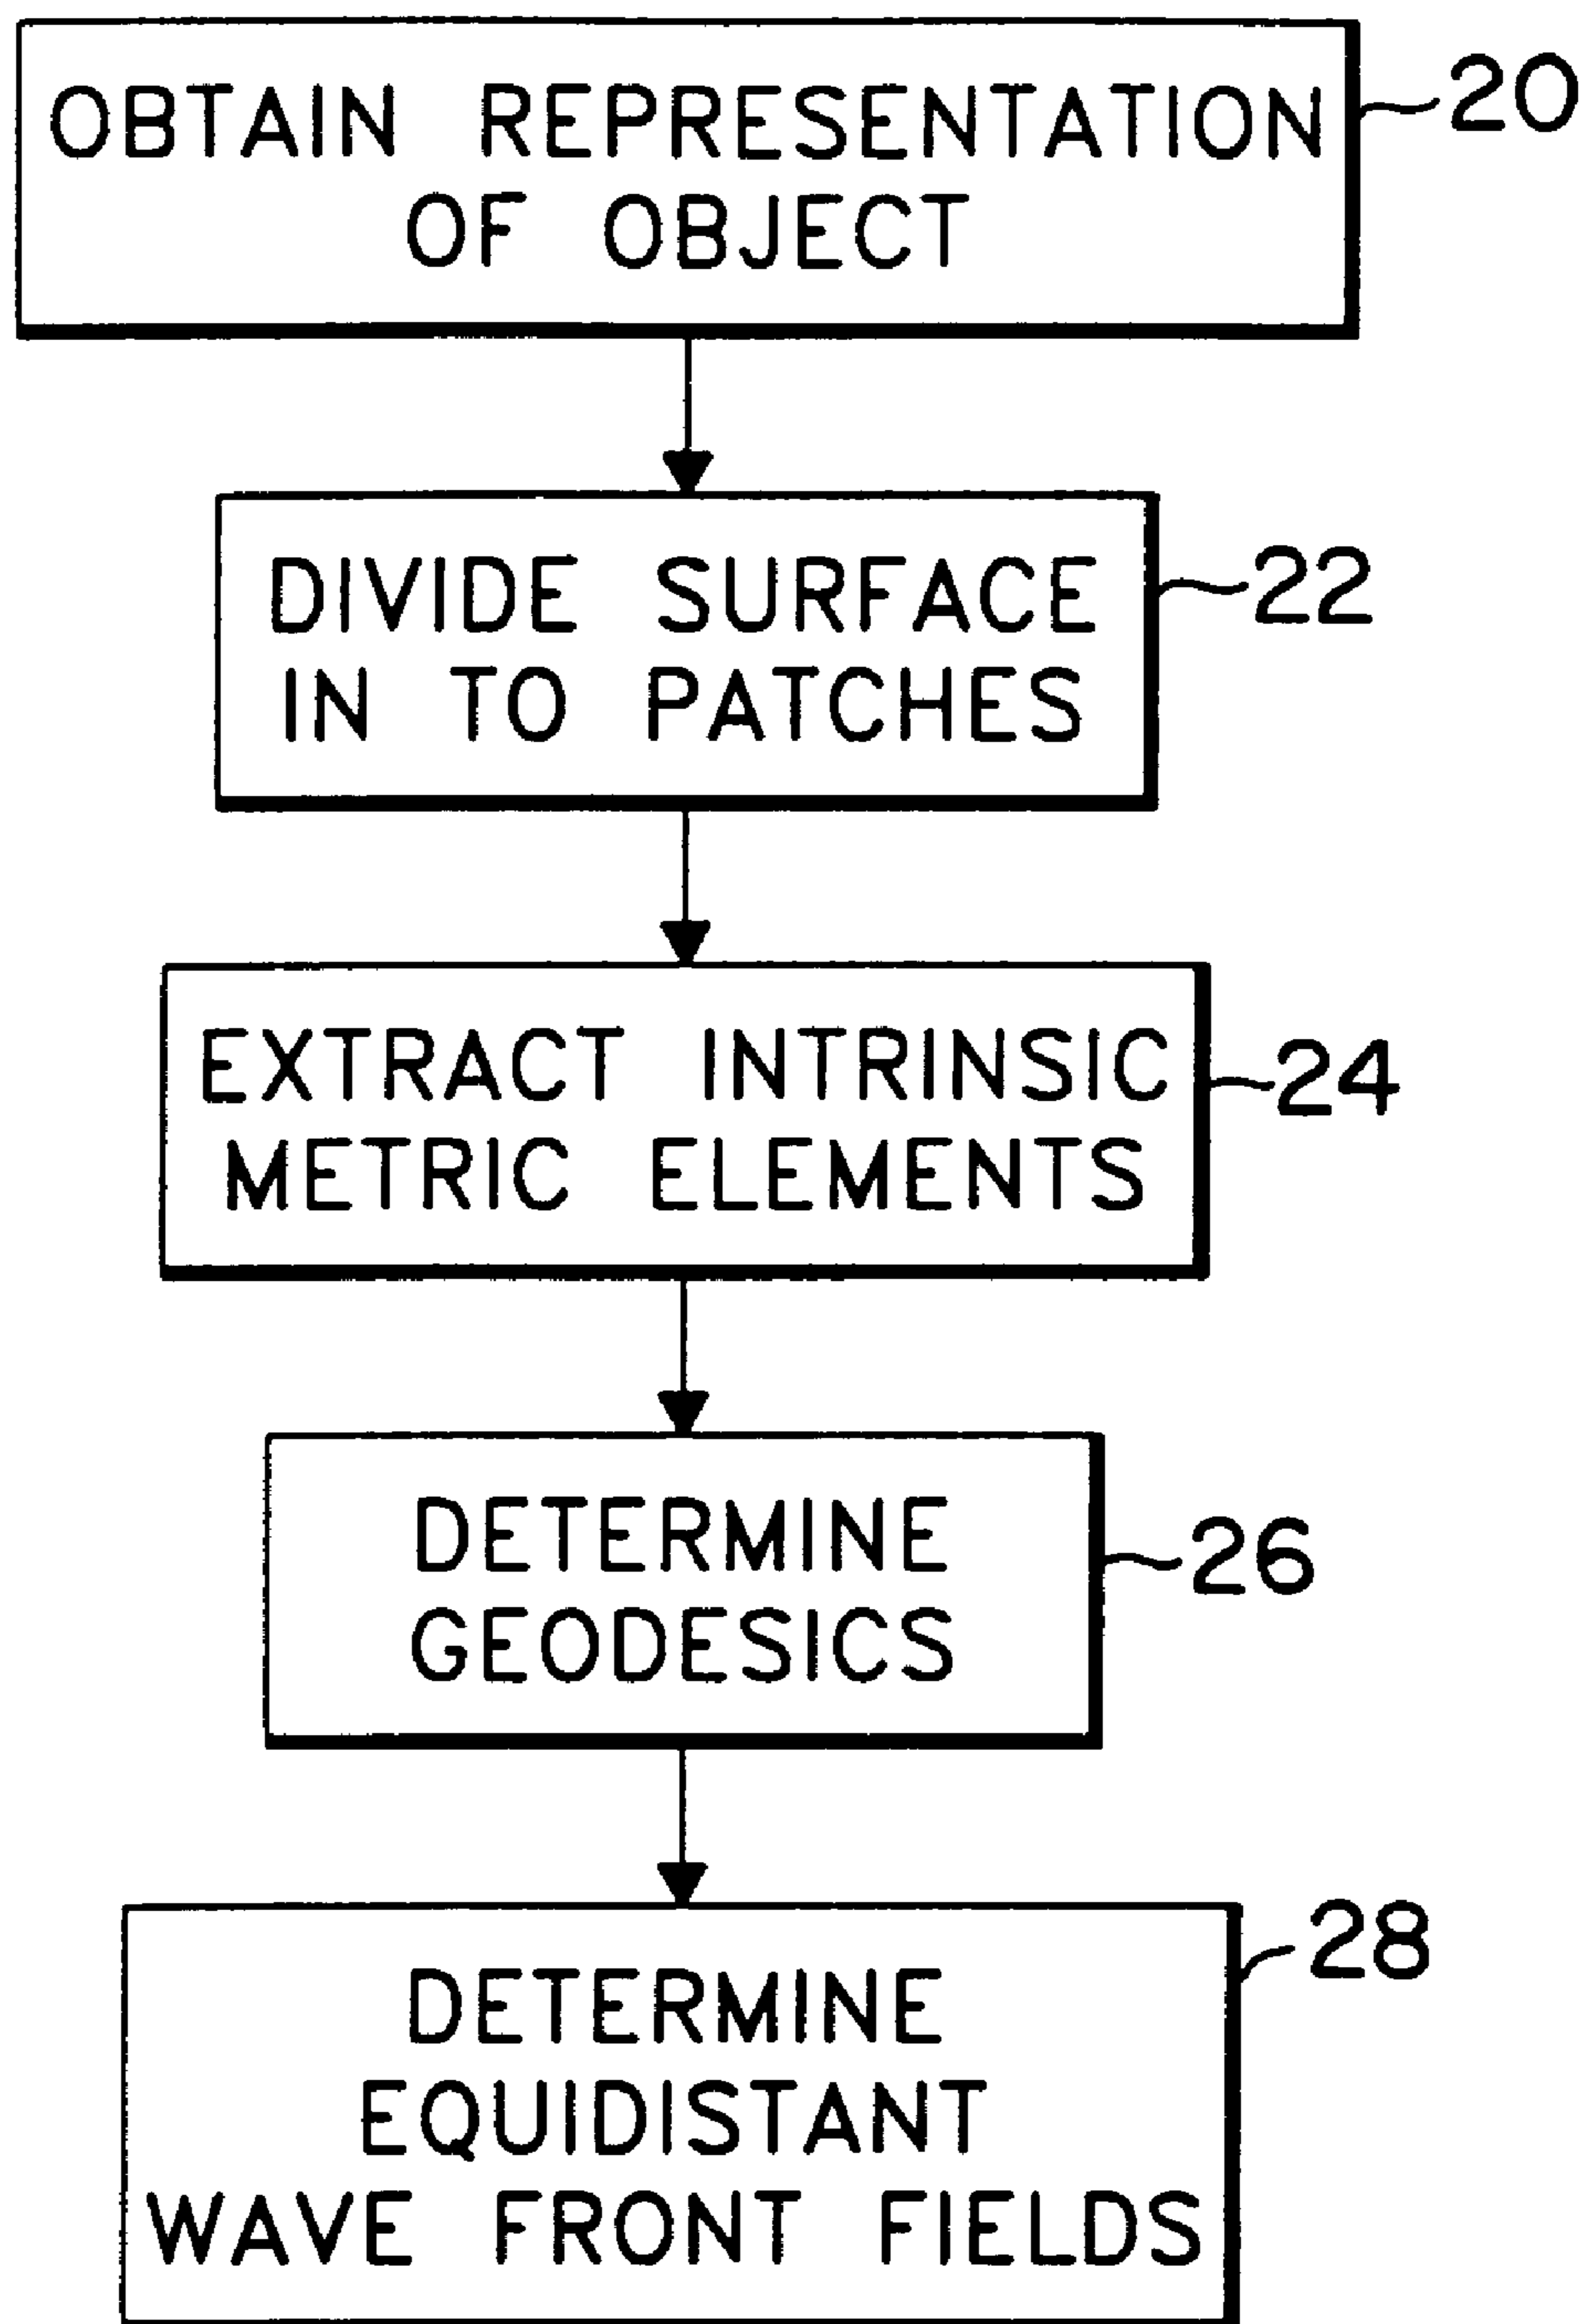 OBTAIN REPRESENTATION
OF OBJECT
20
DIVIDE SURFACE
IN TO PATCHES
22
EXTRACT INTRINSIC
METRIC ELEMENTS
24
DETERMINE
GEODESICS
26
DETERMINE
EQUIDISTANT
WAVE FRONT FIELDS
28